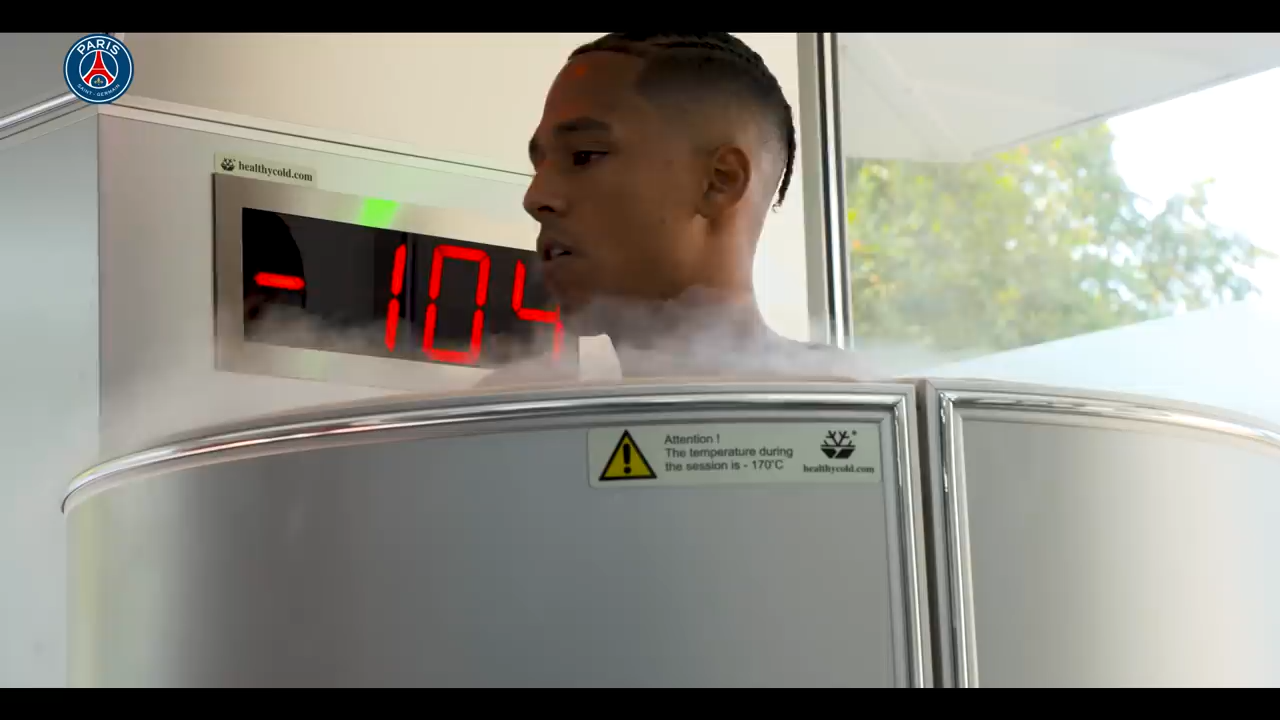 PARIS
SAINT-GERMAIN
healthycold.com
- 104
Attention !
The temperature during
the session is - 170°C
healthycold.com